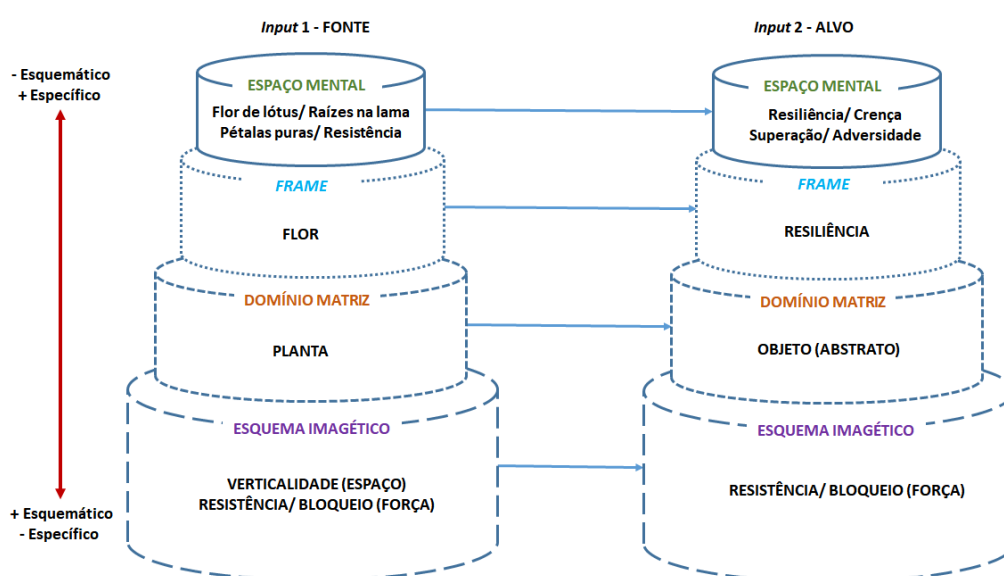 Input 1 - FONTE
Input 2 - ALVO
- Esquemático
+ Específico
ESPAÇO MENTAL
Flor de lótus/ Raízes na lama
Pétalas puras/ Resistência
ESPAÇO MENTAL
Resiliência/ Crença
Superação/ Adversidade
FRAME
FLOR
FRAME
RESILIÊNCIA
DOMÍNIO MATRIZ
PLANTA
DOMÍNIO MATRIZ
OBJETO (ABSTRATO)
ESQUEMA IMAGÉTICO
VERTICALIDADE (ESPAÇO)
RESISTÊNCIA/ BLOQUEIO (FORÇA)
ESQUEMA IMAGÉTICO
RESISTÊNCIA/ BLOQUEIO (FORÇA)
+ Esquemático
- Específico